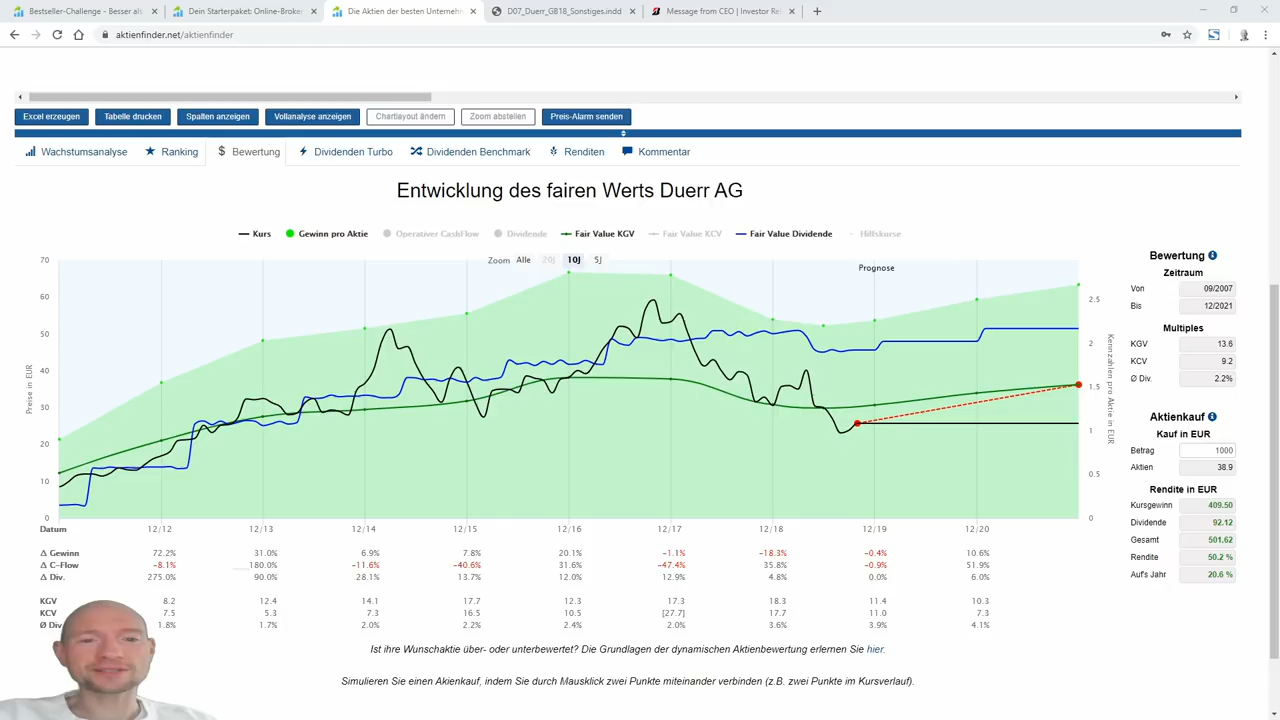 Bestseller-Challenge - Besser als
Dein Starterpaket: Online-Broker
Die Aktien der besten Unternehm
D07_Duerr_GB18_Sonstiges.indd
Message from CEO | Investor Re
aktienfinder.net/aktienfinder
Excel erzeugen
Tabelle drucken
Spalten anzeigen
Vollanalyse anzeigen
Chartlayout ändern
Zoom abstellen
Preis-Alarm senden
Wachstumsanalyse
Ranking
$ Bewertung
Dividenden Turbo
Dividenden Benchmark
Renditen
Kommentar
Entwicklung des fairen Werts Duerr AG
Kurs
Gewinn pro Aktie
Operativer CashFlow
Dividende
Fair Value KGV
Fair Value KCV
Fair Value Dividende
Hilfskurse
Zoom Alle 20J 10J 5J
Prognose
70
60
50
40
30
20
10
0
Preise in EUR
2.5
2
1.5
1
0.5
0
Kennzahlen pro Aktie in EUR
Datum 12/12 12/13 12/14 12/15 12/16 12/17 12/18 12/19 12/20
Δ Gewinn 72.2% 31.0% 6.9% 7.8% 20.1% -1.1% -18.3% -0.4% 10.6%
Δ C-Flow -8.1% 180.0% -11.6% -40.6% 31.6% -47.4% 35.8% -0.9% 51.9%
Δ Div. 275.0% 90.0% 28.1% 13.7% 12.0% 12.9% 4.8% 0.0% 6.0%
KGV 8.2 12.4 14.1 17.7 12.3 17.3 18.3 11.4 10.3
KCV 7.5 5.3 7.3 16.5 10.5 [27.7] 17.7 11.0 7.3
Ø Div. 1.8% 1.7% 2.0% 2.2% 2.4% 2.0% 3.6% 3.9% 4.1%
Ist ihre Wunschaktie über- oder unterbewertet? Die Grundlagen der dynamischen Aktienbewertung erlernen Sie hier.
Simulieren Sie einen Akienkauf, indem Sie durch Mausklick zwei Punkte miteinander verbinden (z.B. zwei Punkte im Kursverlauf).
Bewertung
Zeitraum
Von 09/2007
Bis 12/2021
Multiples
KGV 13.6
KCV 9.2
Ø Div. 2.2%
Aktienkauf
Kauf in EUR
Betrag 1000
Aktien 38.9
Rendite in EUR
Kursgewinn 409.50
Dividende 92.12
Gesamt 501.62
Rendite 50.2 %
Auf's Jahr 20.6 %